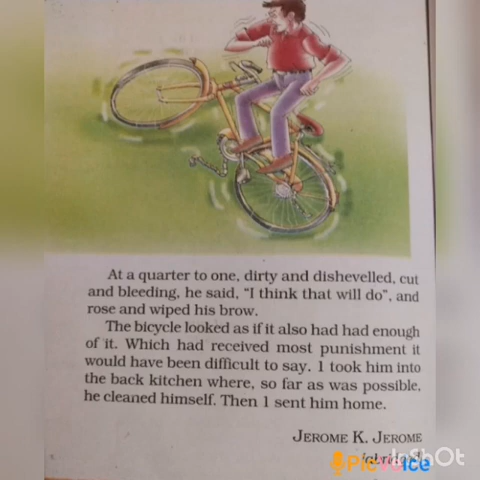 At a quarter to one, dirty and dishevelled, cut
and bleeding, he said, “I think that will do”, and
rose and wiped his brow.
The bicycle looked as if it also had had enough
of it. Which had received most punishment it
would have been difficult to say. I took him into
the back kitchen where, so far as was possible,
he cleaned himself. Then I sent him home.
JEROME K. JEROME
InShOt
PicVoice